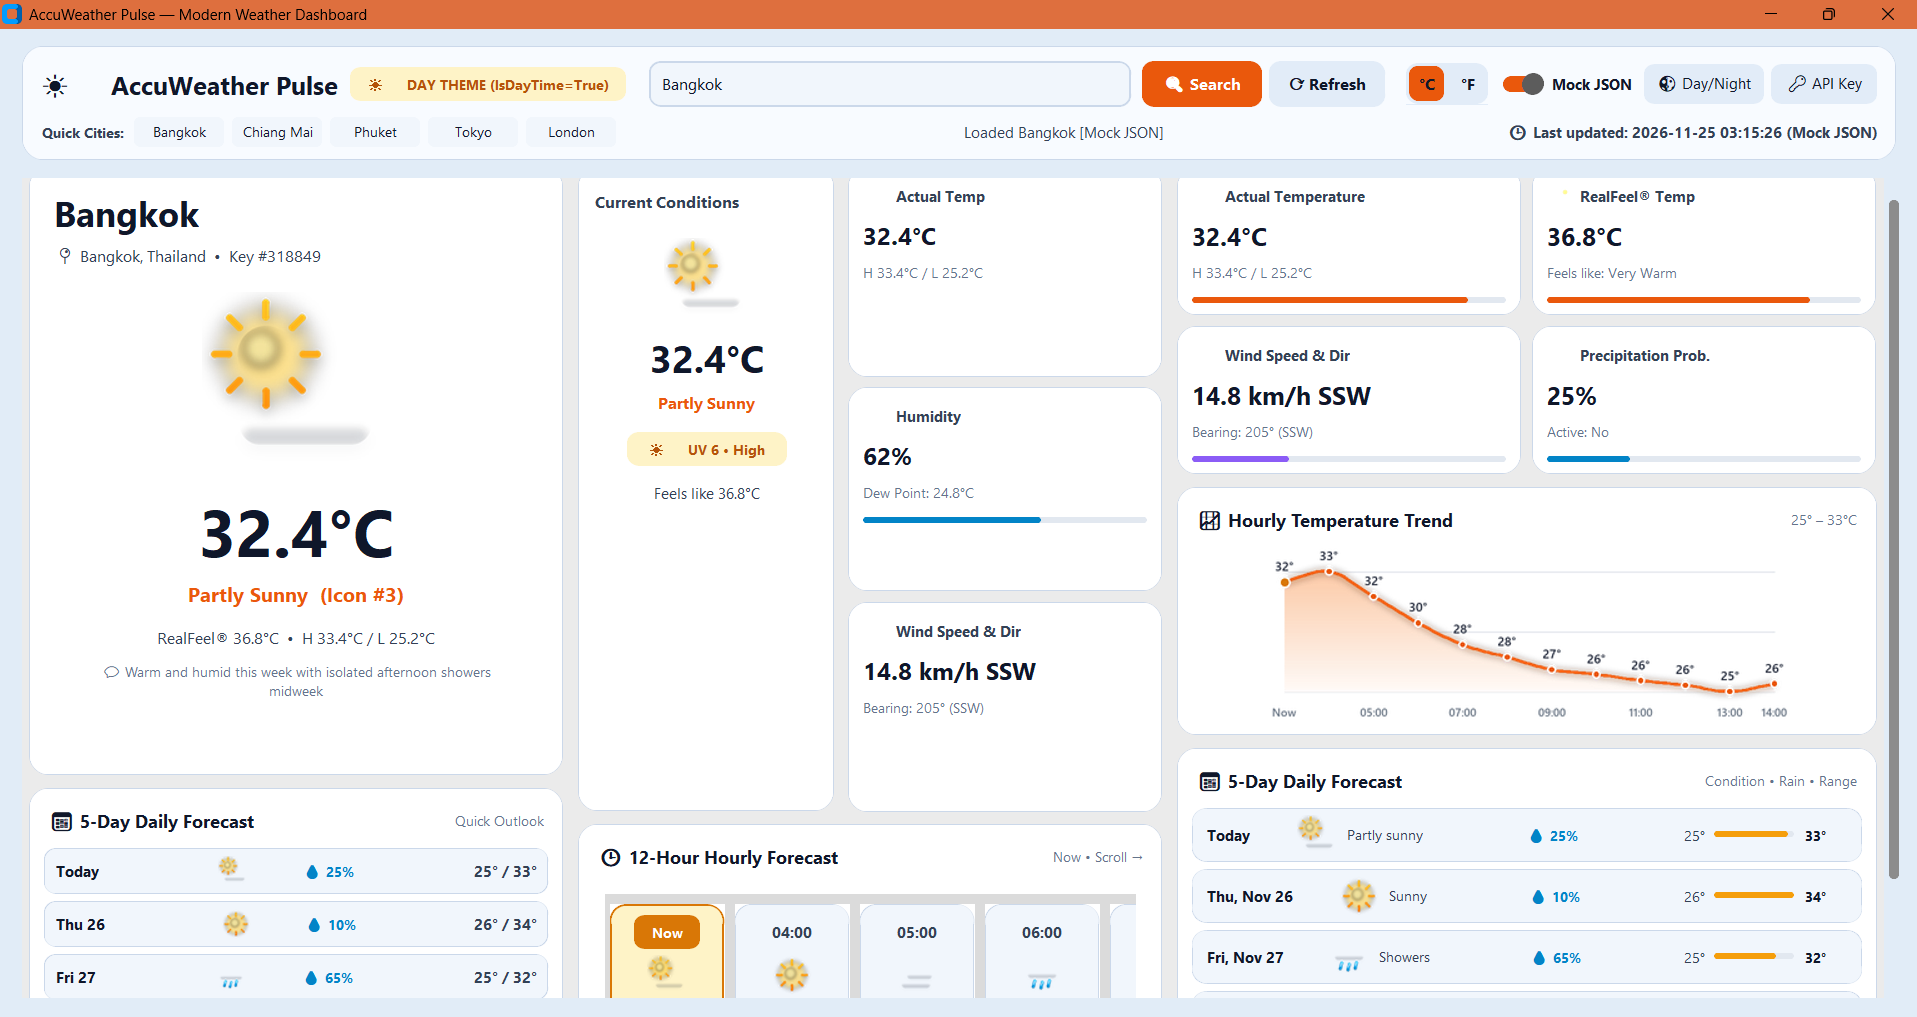 AccuWeather Pulse — Modern Weather Dashboard
AccuWeather Pulse
DAY THEME (IsDayTime=True)
Bangkok
Search
Refresh
°C
°F
Mock JSON
Day/Night
API Key
Quick Cities:
Bangkok
Chiang Mai
Phuket
Tokyo
London
Loaded Bangkok [Mock JSON]
Last updated: 2026-11-25 03:15:26 (Mock JSON)
Bangkok
Bangkok, Thailand • Key #318849
32.4°C
Partly Sunny (Icon #3)
RealFeel® 36.8°C • H 33.4°C / L 25.2°C
Warm and humid this week with isolated afternoon showers
midweek
5-Day Daily Forecast
Quick Outlook
Today
25%
25° / 33°
Thu 26
10%
26° / 34°
Fri 27
65%
25° / 32°
Current Conditions
32.4°C
Partly Sunny
UV 6 • High
Feels like 36.8°C
Actual Temp
32.4°C
H 33.4°C / L 25.2°C
Humidity
62%
Dew Point: 24.8°C
Wind Speed & Dir
14.8 km/h SSW
Bearing: 205° (SSW)
12-Hour Hourly Forecast
Now • Scroll →
Now
04:00
05:00
06:00
Actual Temperature
32.4°C
H 33.4°C / L 25.2°C
RealFeel® Temp
36.8°C
Feels like: Very Warm
Wind Speed & Dir
14.8 km/h SSW
Bearing: 205° (SSW)
Precipitation Prob.
25%
Active: No
Hourly Temperature Trend
25° – 33°C
32°
33°
32°
30°
28°
28°
27°
26°
26°
26°
25°
26°
Now
05:00
07:00
09:00
11:00
13:00
14:00
5-Day Daily Forecast
Condition • Rain • Range
Today
Partly sunny
25%
25°
33°
Thu, Nov 26
Sunny
10%
26°
34°
Fri, Nov 27
Showers
65%
25°
32°